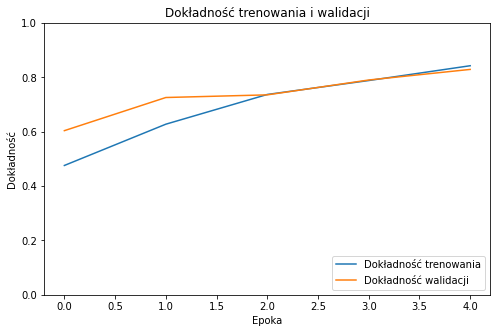 Dokładność trenowania i walidacji
Dokładność
1.0
0.8
0.6
0.4
0.2
0.0
0.0 0.5 1.0 1.5 2.0 2.5 3.0 3.5 4.0
Epoka
Dokładność trenowania
Dokładność walidacji